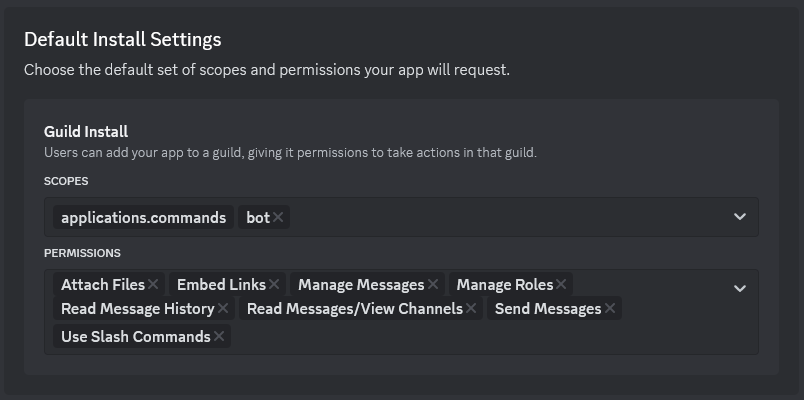 Default Install Settings
Choose the default set of scopes and permissions your app will request.
Guild Install
Users can add your app to a guild, giving it permissions to take actions in that guild.
SCOPES
applications.commands bot
PERMISSIONS
Attach Files Embed Links Manage Messages Manage Roles
Read Message History Read Messages/View Channels Send Messages
Use Slash Commands